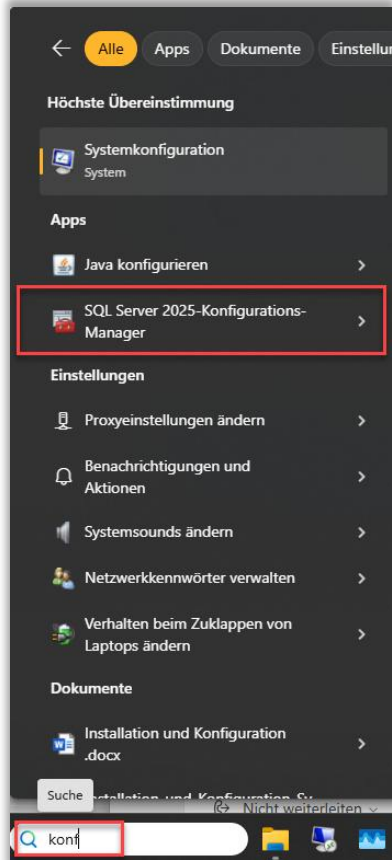 Alle Apps Dokumente Einstellun
Höchste Übereinstimmung
Systemkonfiguration
System
Apps
Java konfigurieren
SQL Server 2025-Konfigurations-
Manager
Einstellungen
Proxyeinstellungen ändern
Benachrichtigungen und
Aktionen
Systemsounds ändern
Netzwerkkennwörter verwalten
Verhalten beim Zuklappen von
Laptops ändern
Dokumente
Installation und Konfiguration
.docx
Suche
Nicht weiterleiten
konf